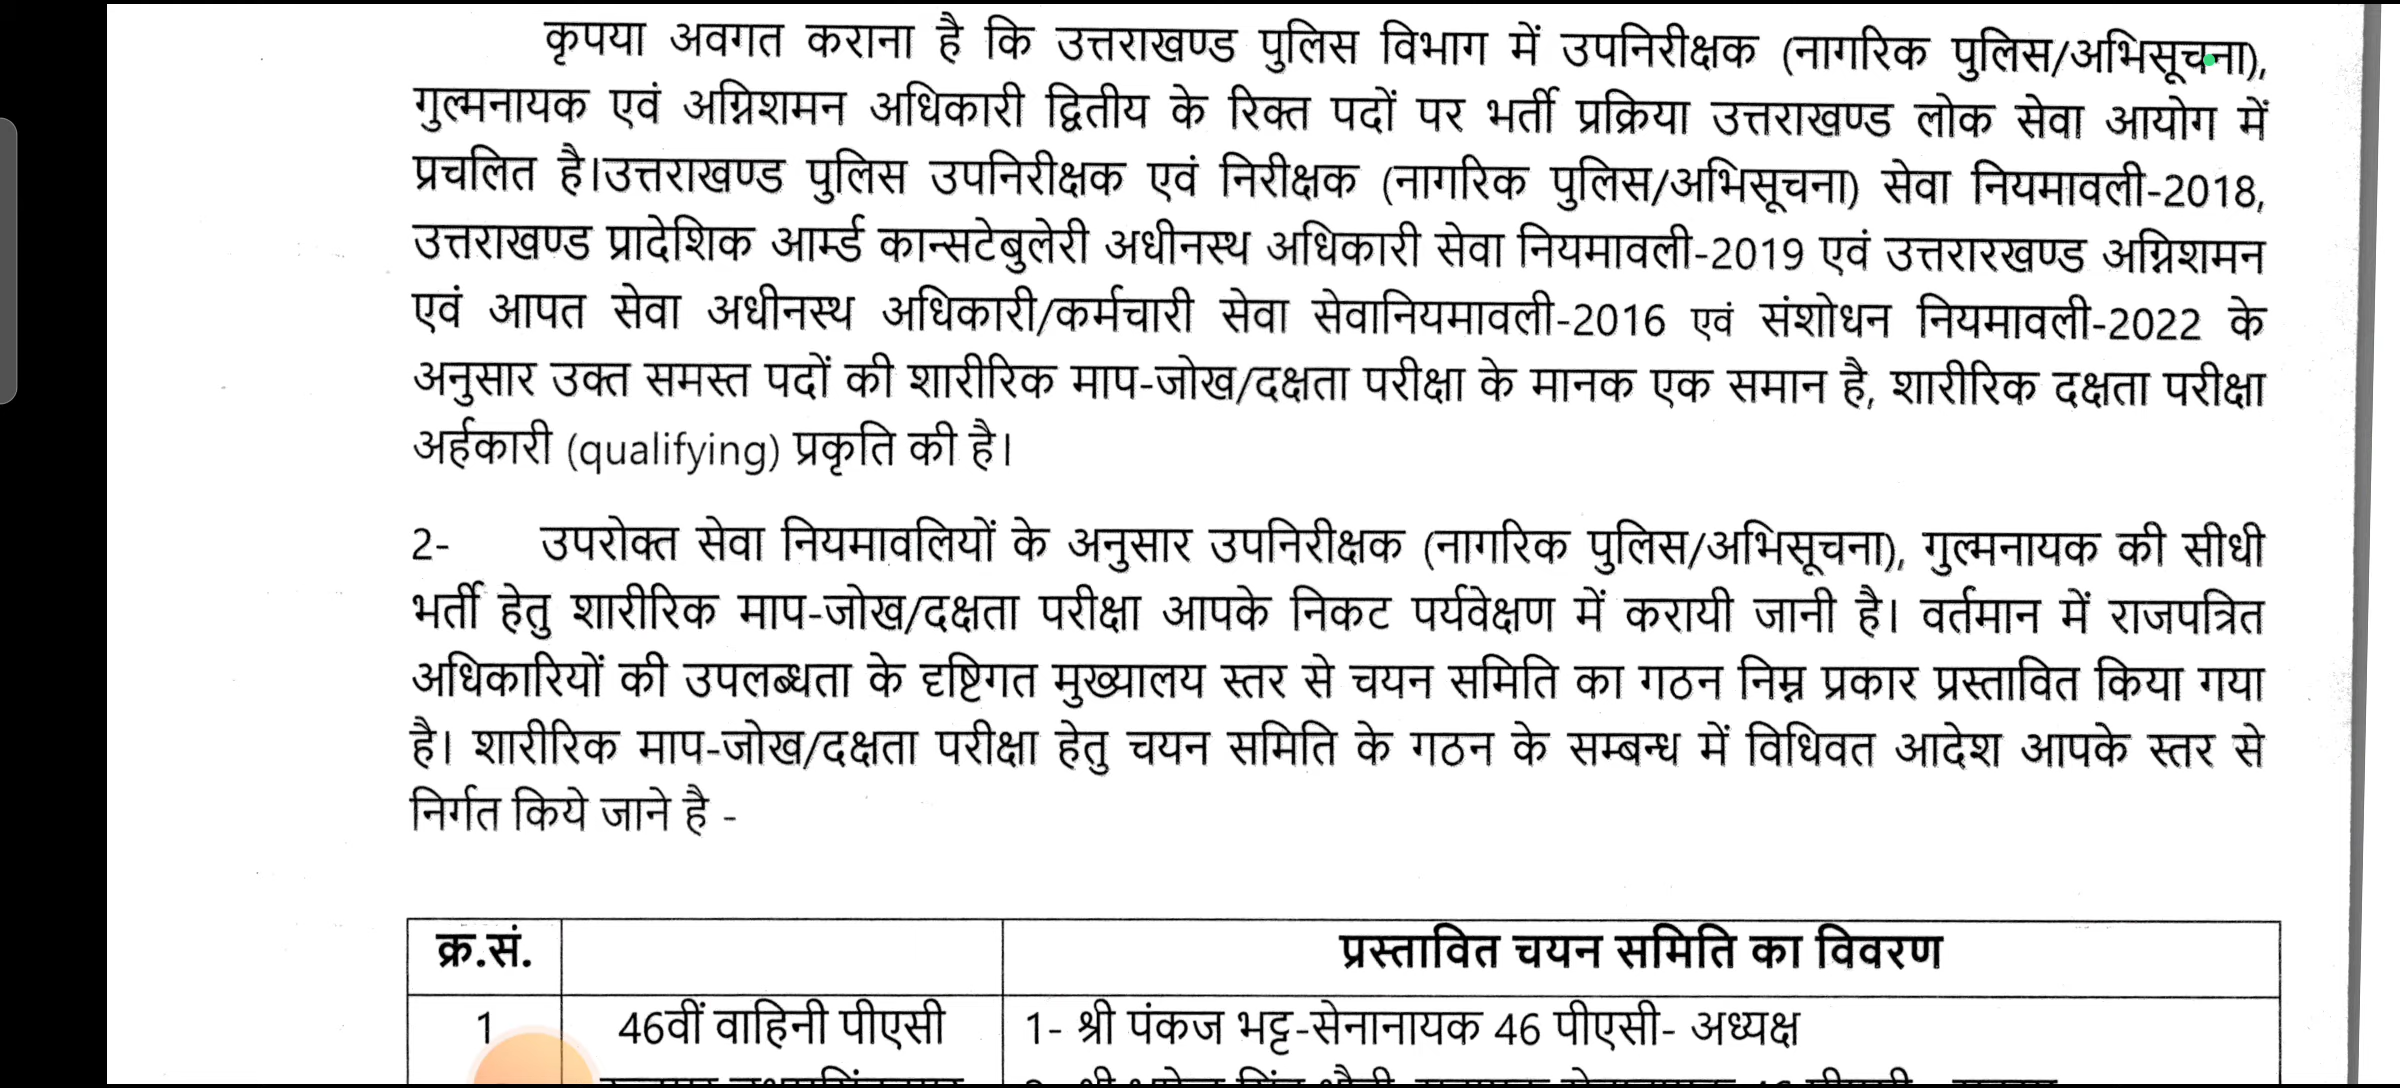 कृपया अवगत कराना है कि उत्तराखण्ड पुलिस विभाग में उपनिरीक्षक (नागरिक पुलिस/अभिसूचना),
गुल्मनायक एवं अग्निशमन अधिकारी द्वितीय के रिक्त पदों पर भर्ती प्रक्रिया उत्तराखण्ड लोक सेवा आयोग में
प्रचलित है।उत्तराखण्ड पुलिस उपनिरीक्षक एवं निरीक्षक (नागरिक पुलिस/अभिसूचना) सेवा नियमावली-2018,
उत्तराखण्ड प्रादेशिक आर्म्ड कान्सटेबुलेरी अधीनस्थ अधिकारी सेवा नियमावली-2019 एवं उत्तरारखण्ड अग्निशमन
एवं आपत सेवा अधीनस्थ अधिकारी/कर्मचारी सेवा सेवानियमावली-2016 एवं संशोधन नियमावली-2022 के
अनुसार उक्त समस्त पदों की शारीरिक माप-जोख/दक्षता परीक्षा के मानक एक समान है, शारीरिक दक्षता परीक्षा
अर्हकारी (qualifying) प्रकृति की है।
2- उपरोक्त सेवा नियमावलियों के अनुसार उपनिरीक्षक (नागरिक पुलिस/अभिसूचना), गुल्मनायक की सीधी
भर्ती हेतु शारीरिक माप-जोख/दक्षता परीक्षा आपके निकट पर्यवेक्षण में करायी जानी है। वर्तमान में राजपत्रित
अधिकारियों की उपलब्धता के दृष्टिगत मुख्यालय स्तर से चयन समिति का गठन निम्न प्रकार प्रस्तावित किया गया
है। शारीरिक माप-जोख/दक्षता परीक्षा हेतु चयन समिति के गठन के सम्बन्ध में विधिवत आदेश आपके स्तर से
निर्गत किये जाने है -
क्र.सं. प्रस्तावित चयन समिति का विवरण
1 46वीं वाहिनी पीएसी 1- श्री पंकज भट्ट-सेनानायक 46 पीएसी- अध्यक्ष